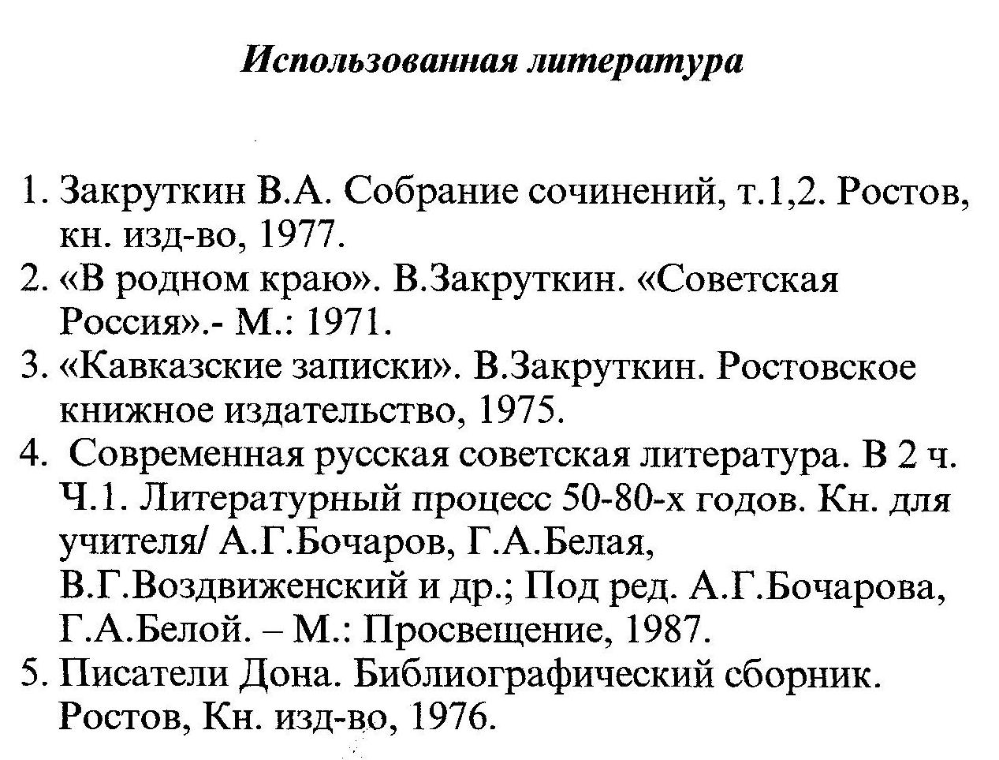 Использованная литература
1. Закруткин В.А. Собрание сочинений, т.1,2. Ростов,
кн. изд-во, 1977.
2. «В родном краю». В.Закруткин. «Советская
Россия».- М.: 1971.
3. «Кавказские записки». В.Закруткин. Ростовское
книжное издательство, 1975.
4. Современная русская советская литература. В 2 ч.
Ч.1. Литературный процесс 50-80-х годов. Кн. для
учителя/ А.Г.Бочаров, Г.А.Белая,
В.Г.Воздвиженский и др.; Под ред. А.Г.Бочарова,
Г.А.Белой. – М.: Просвещение, 1987.
5. Писатели Дона. Библиографический сборник.
Ростов, Кн. изд-во, 1976.